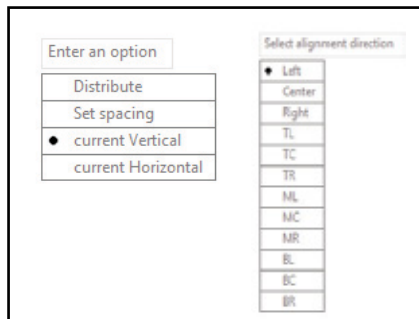 Enter an option
Distribute
Set spacing
current Vertical
current Horizontal
Select alignment direction
Left
Center
Right
TL
TC
TR
ML
MC
MR
BL
BC
BR